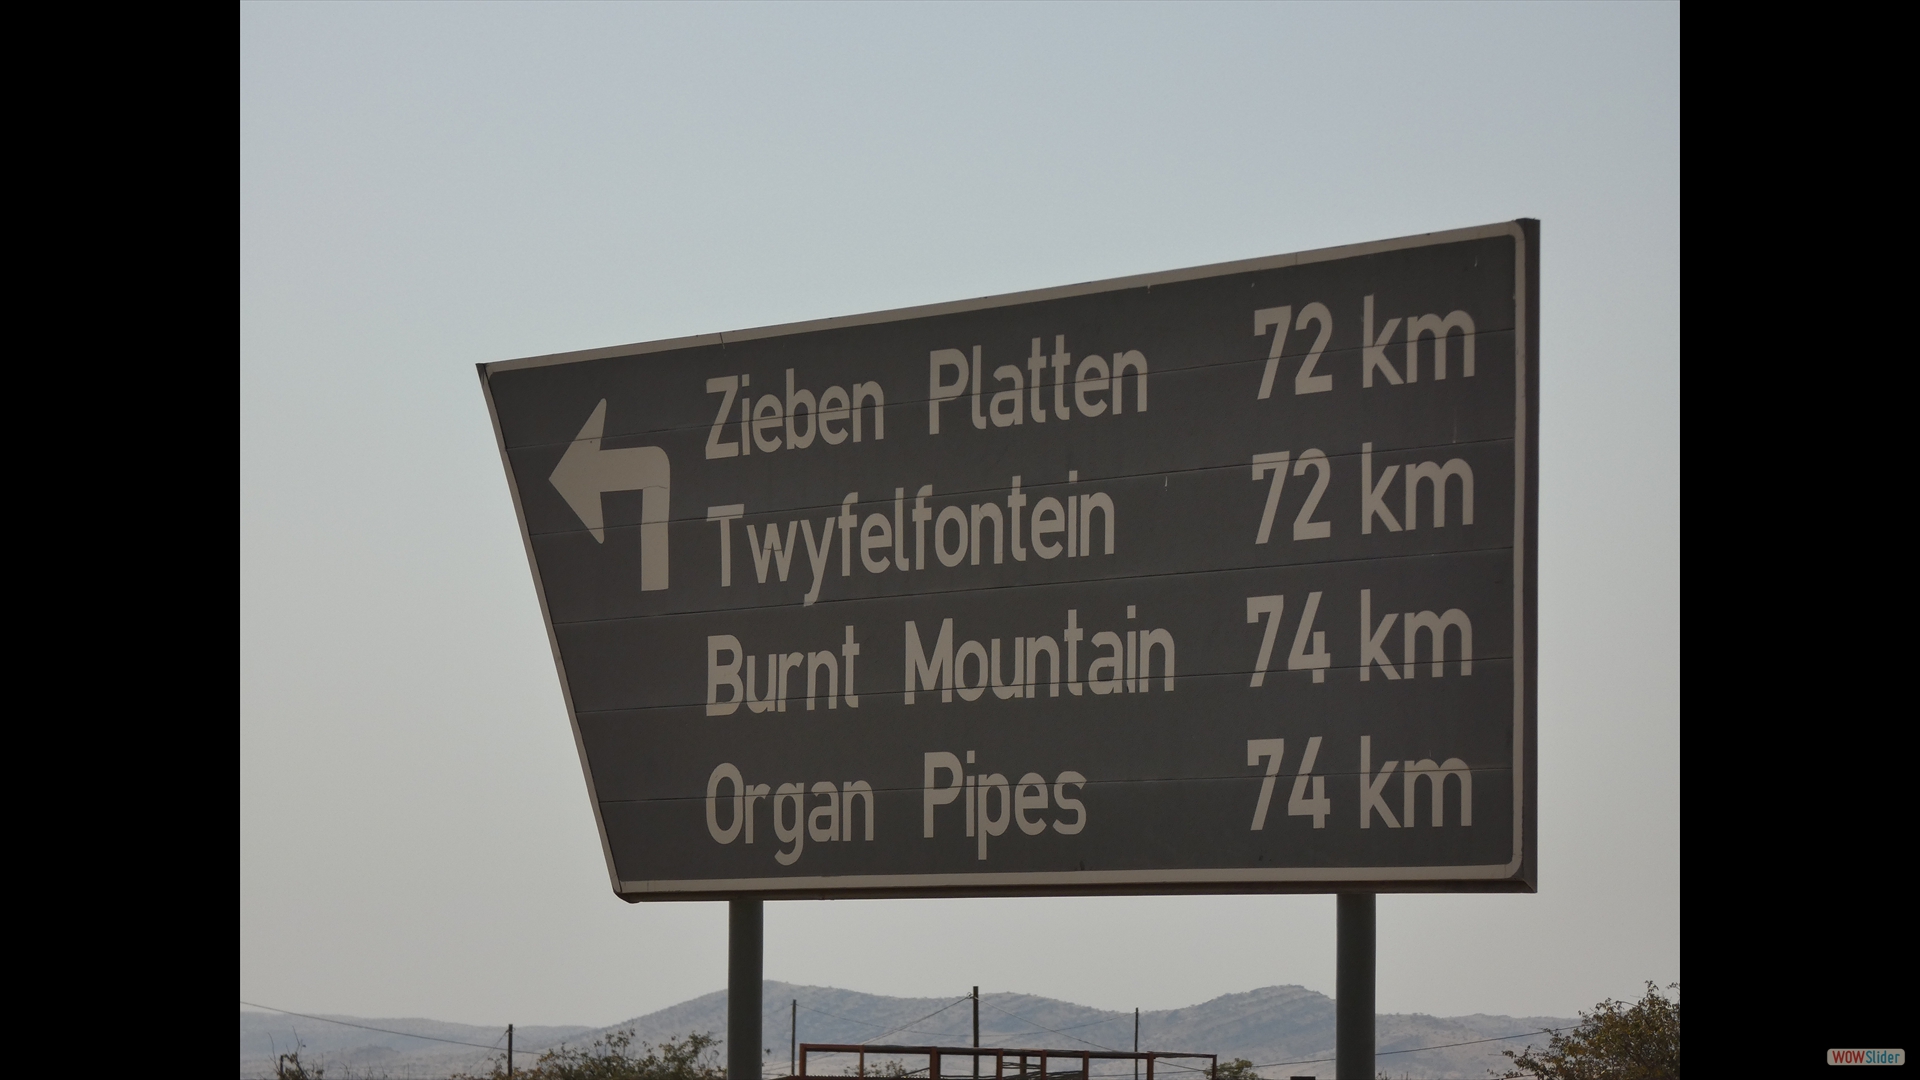 Zieben Platten 72 km
Twyfelfontein 72 km
Burnt Mountain 74 km
Organ Pipes 74 km
WOWSlider